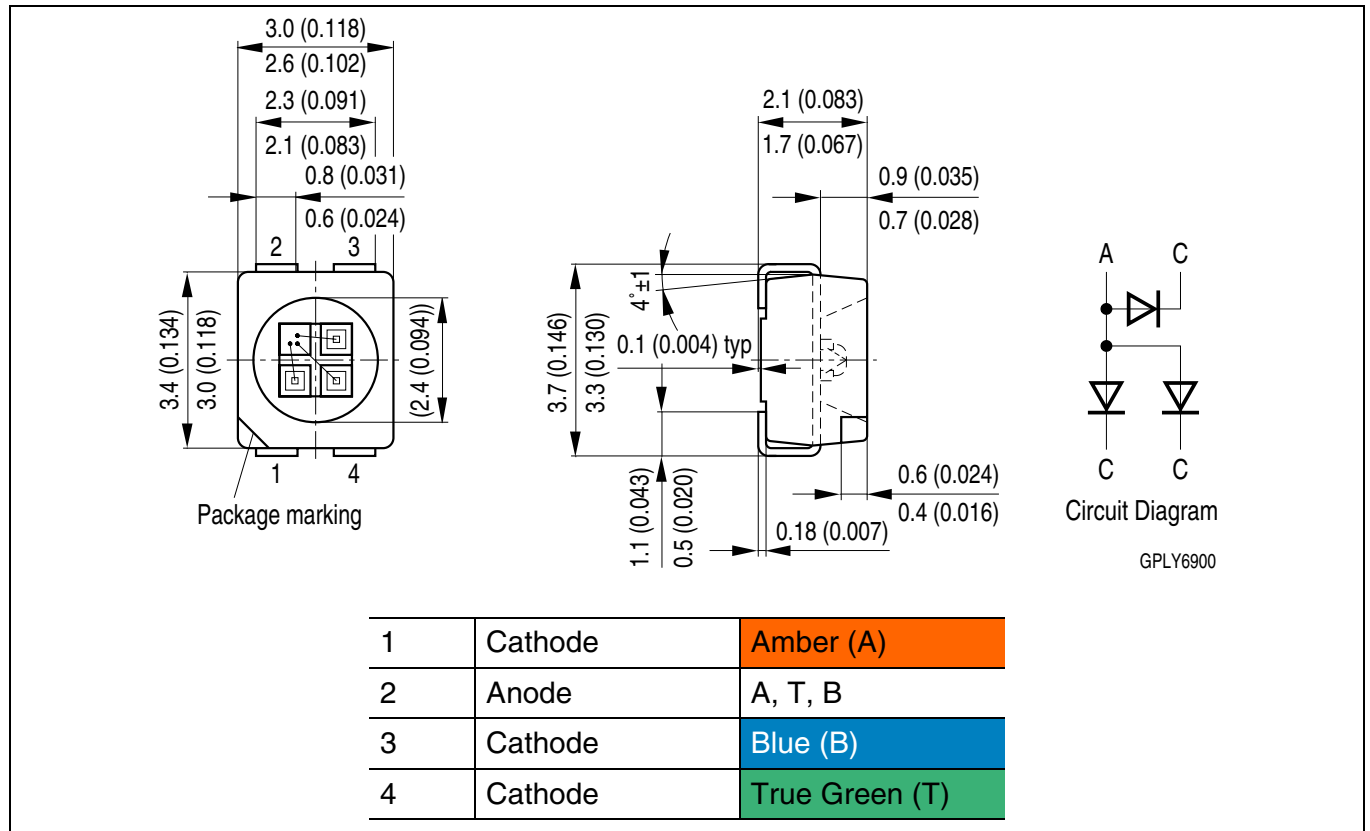 3.0 (0.118)
2.6 (0.102)
2.3 (0.091)
2.1 (0.083)
0.8 (0.031)
0.6 (0.024)
2
3
3.4 (0.134)
3.0 (0.118)
(2.4 (0.094))
1
4
Package marking
2.1 (0.083)
1.7 (0.067)
0.9 (0.035)
0.7 (0.028)
4˚±1
0.1 (0.004) typ
3.7 (0.146)
3.3 (0.130)
1.1 (0.043)
0.5 (0.020)
0.6 (0.024)
0.4 (0.016)
0.18 (0.007)
A
C
C
C
Circuit Diagram
GPLY6900
1 Cathode Amber (A)
2 Anode A, T, B
3 Cathode Blue (B)
4 Cathode True Green (T)